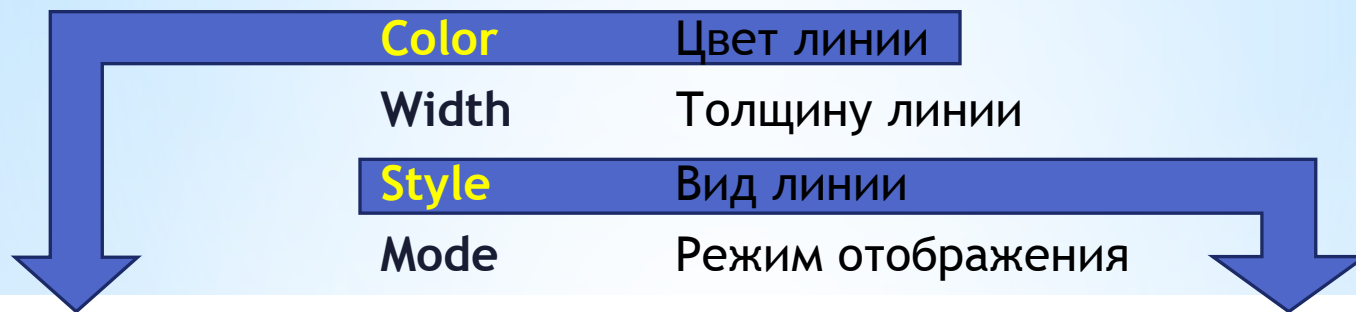 Color Цвет линии
Width Толщину линии
Style Вид линии
Mode Режим отображения